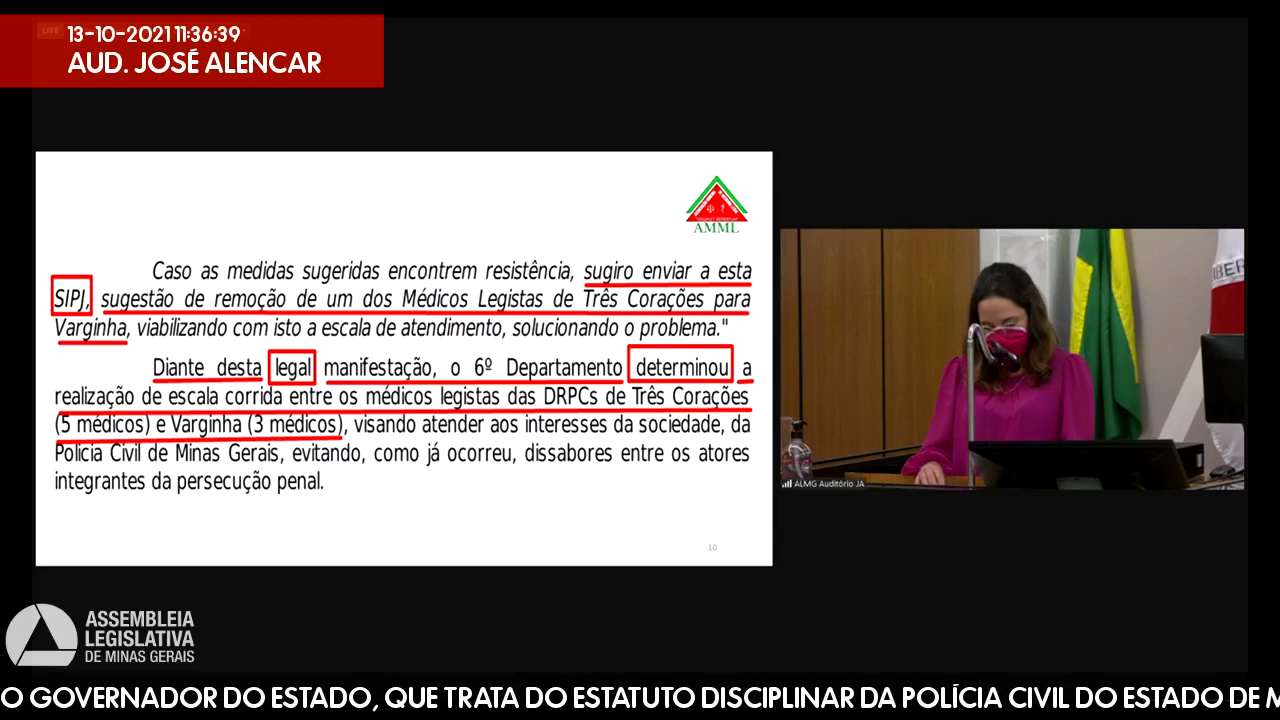 LIVE
13-10-2021 11:36:39
AUD. JOSÉ ALENCAR
AMML
Caso as medidas sugeridas encontrem resistência, sugiro enviar a esta
SIPJ, sugestão de remoção de um dos Médicos Legistas de Três Corações para
Varginha, viabilizando com isto a escala de atendimento, solucionando o problema."
Diante desta legal manifestação, o 6º Departamento determinou a
realização de escala corrida entre os médicos legistas das DRPCs de Três Corações
(5 médicos) e Varginha (3 médicos), visando atender aos interesses da sociedade, da
Policia Civil de Minas Gerais, evitando, como já ocorreu, dissabores entre os atores
integrantes da persecução penal.
10
IBER
ALMG Auditório JA
ASSEMBLEIA
LEGISLATIVA
DE MINAS GERAIS
O GOVERNADOR DO ESTADO, QUE TRATA DO ESTATUTO DISCIPLINAR DA POLÍCIA CIVIL DO ESTADO DE M